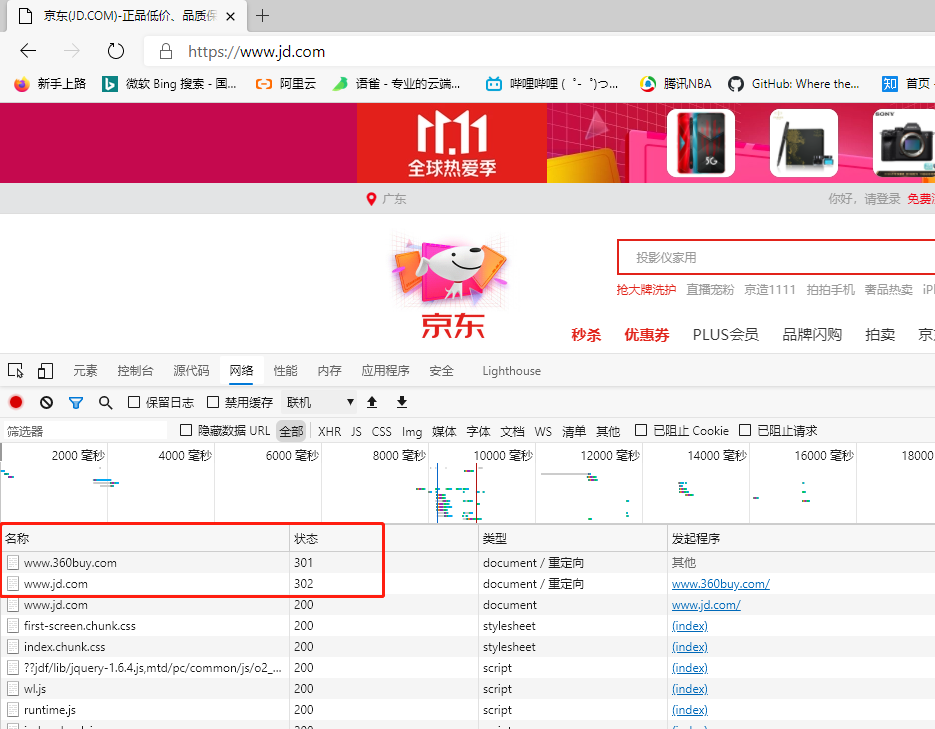 京东(JD.COM)-正品低价、品质保
https://www.jd.com
新手上路 微软 Bing 搜索 - 国... 阿里云 语雀 - 专业的云端... 哔哩哔哩 ( ゜- ゜)つ... 腾讯NBA GitHub: Where the... 知 首页 -
11.11
全球热爱季
5G
SONY
广东 你好，请登录 免费
投影仪家用
抢大牌洗护 直播宠粉 京造1111 拍拍手机 奢品热卖 iP
京东
秒杀 优惠券 PLUS会员 品牌闪购 拍卖 京
元素 控制台 源代码 网络 性能 内存 应用程序 安全 Lighthouse
保留日志 禁用缓存 联机
筛选器 隐藏数据 URL 全部 XHR JS CSS Img 媒体 字体 文档 WS 清单 其他 已阻止 Cookie 已阻止请求
2000 毫秒 4000 毫秒 6000 毫秒 8000 毫秒 10000 毫秒 12000 毫秒 14000 毫秒 16000 毫秒 18000
名称 状态 类型 发起程序
www.360buy.com 301 document / 重定向 其他
www.jd.com 302 document / 重定向 www.360buy.com/
www.jd.com 200 document www.jd.com/
first-screen.chunk.css 200 stylesheet (index)
index.chunk.css 200 stylesheet (index)
??jdf/lib/jquery-1.6.4.js,mtd/pc/common/js/o2_... 200 script (index)
wl.js 200 script (index)
runtime.js 200 script (index)